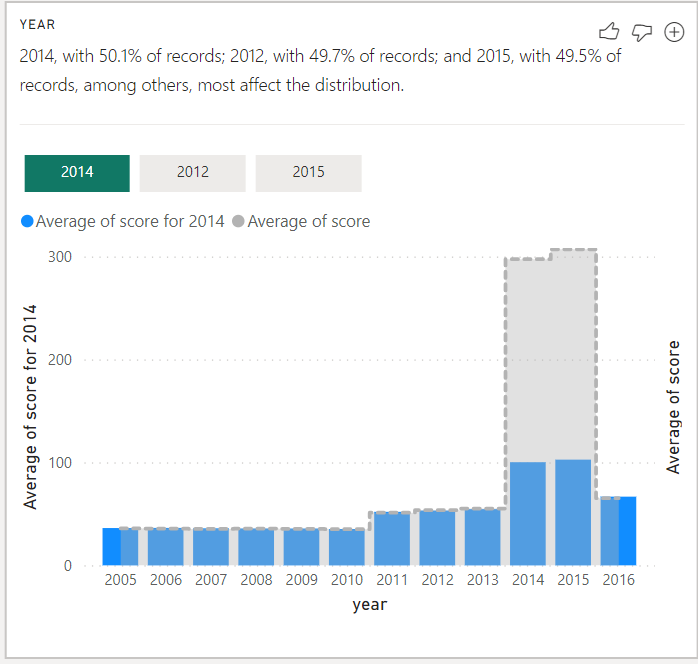 YEAR
2014, with 50.1% of records; 2012, with 49.7% of records; and 2015, with 49.5% of
records, among others, most affect the distribution.
2014 2012 2015
Average of score for 2014 Average of score
300
200
100
0
Average of score for 2014
Average of score
2005 2006 2007 2008 2009 2010 2011 2012 2013 2014 2015 2016
year